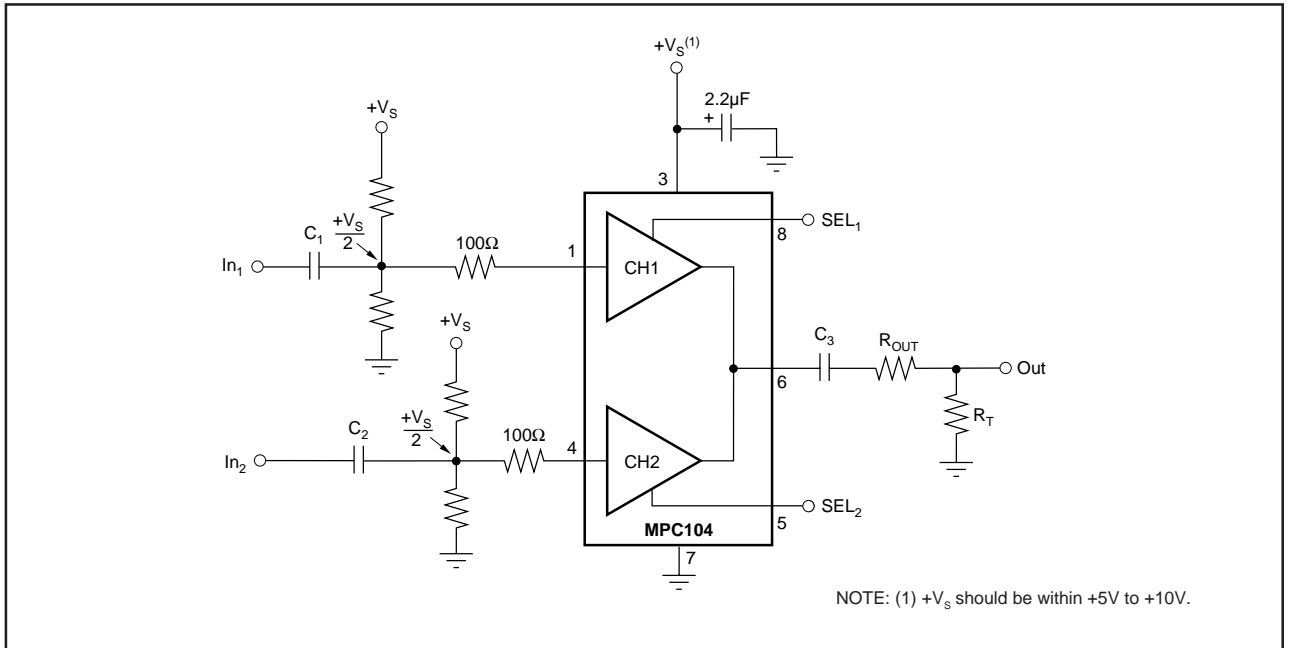 +VS(1)
2.2µF
+
+VS
3
SEL1
8
+VS
2
C1
100Ω
1
In1
CH1
+VS
C3
ROUT
Out
6
RT
+VS
2
C2
100Ω
4
In2
CH2
SEL2
5
MPC104
7
NOTE: (1) +VS should be within +5V to +10V.